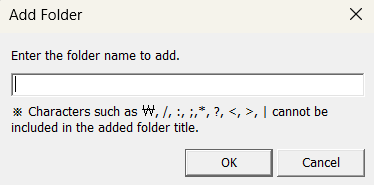 Add Folder
Enter the folder name to add.
※ Characters such as ₩, /, :, ;,*, ?, <, >, | cannot be
included in the added folder title.
OK
Cancel